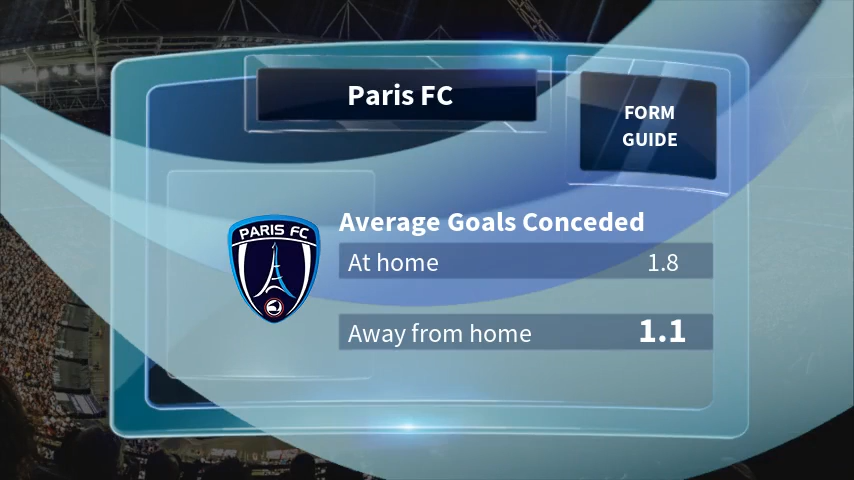 Paris FC
FORM
GUIDE
PARIS FC
Average Goals Conceded
At home 1.8
Away from home 1.1